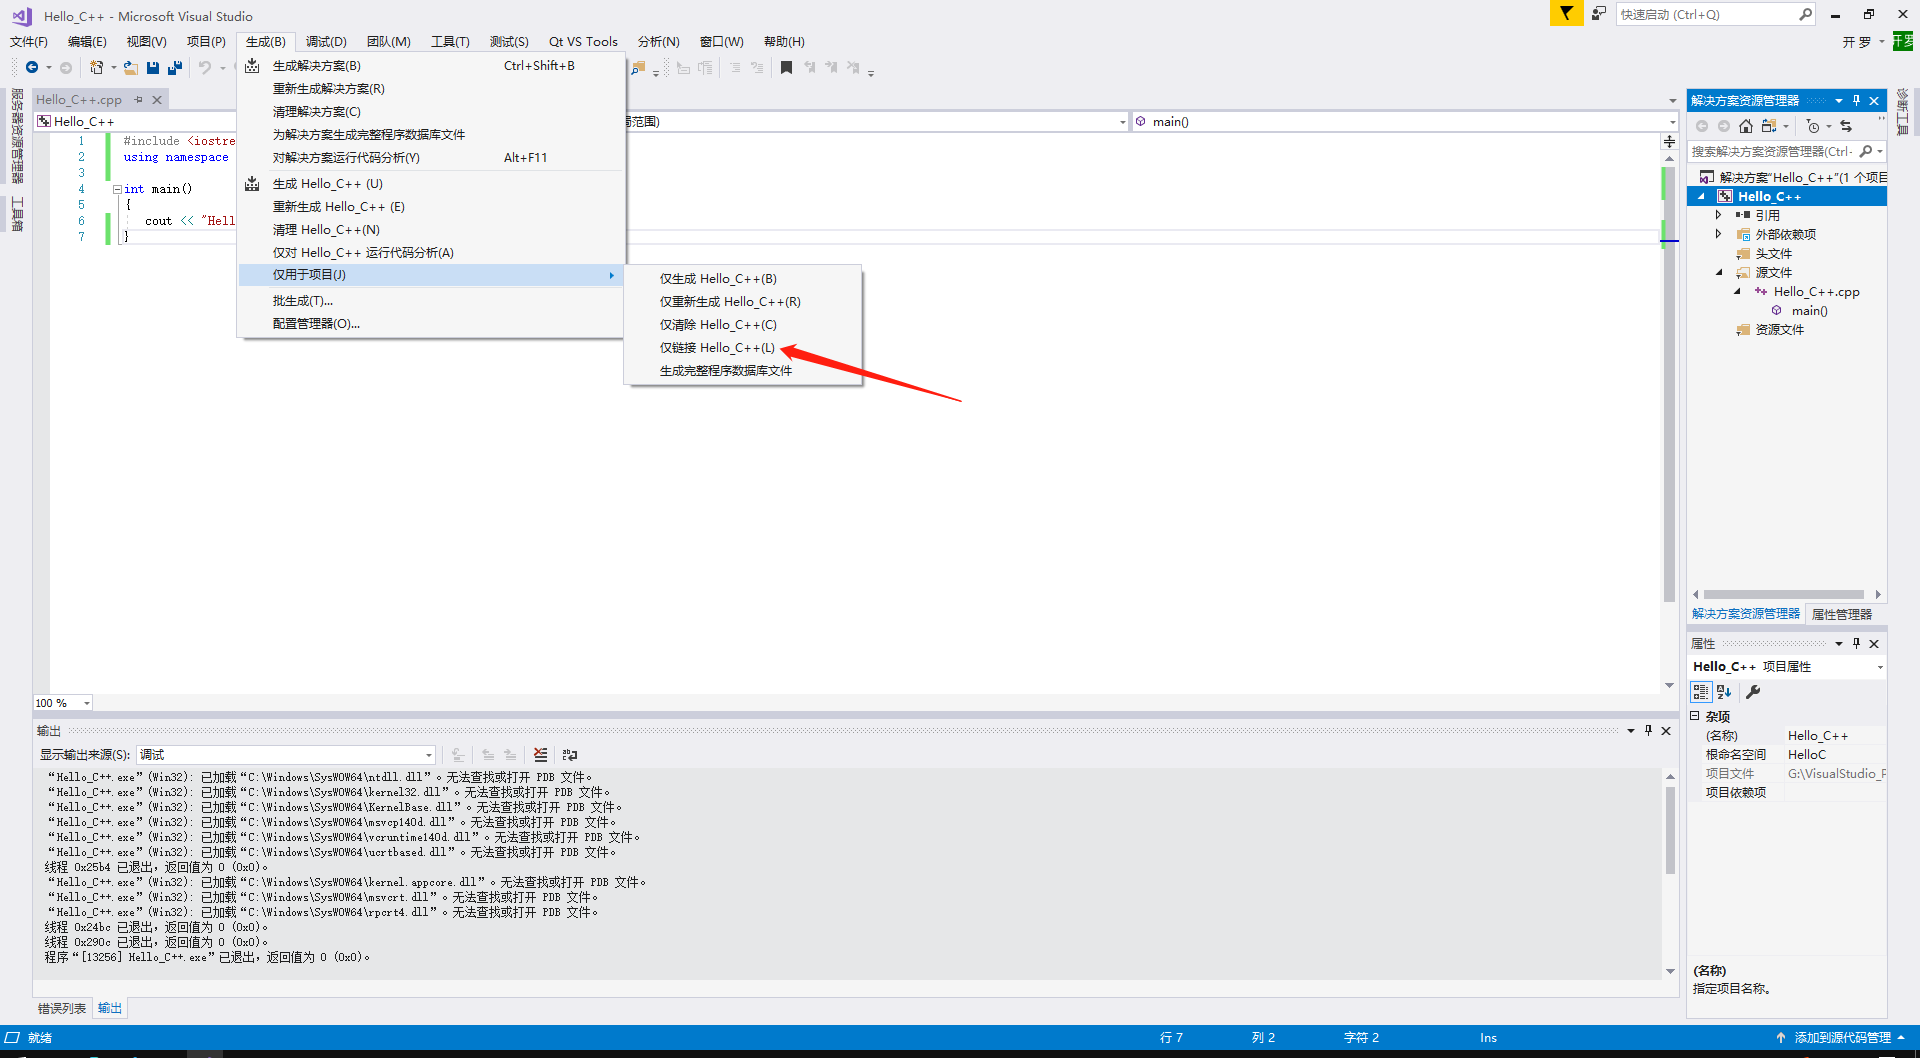 Hello_C++ - Microsoft Visual Studio
快速启动 (Ctrl+Q)
文件(F) 编辑(E) 视图(V) 项目(P) 生成(B) 调试(D) 团队(M) 工具(T) 测试(S) Qt VS Tools 分析(N) 窗口(W) 帮助(H)
开 罗
开罗
服务器资源管理器
工具箱
诊断工具
Hello_C++.cpp
Hello_C++
局范围)
main()
1 #include <iostre
2 using namespace
3
4 int main()
5 {
6 cout << "Hell
7 }
生成解决方案(B) Ctrl+Shift+B
重新生成解决方案(R)
清理解决方案(C)
为解决方案生成完整程序数据库文件
对解决方案运行代码分析(Y) Alt+F11
生成 Hello_C++ (U)
重新生成 Hello_C++ (E)
清理 Hello_C++(N)
仅对 Hello_C++ 运行代码分析(A)
仅用于项目(J)
批生成(T)...
配置管理器(O)...
仅生成 Hello_C++(B)
仅重新生成 Hello_C++(R)
仅清除 Hello_C++(C)
仅链接 Hello_C++(L)
生成完整程序数据库文件
解决方案资源管理器
搜索解决方案资源管理器(Ctrl-
解决方案“Hello_C++”(1 个项目
Hello_C++
引用
外部依赖项
头文件
源文件
Hello_C++.cpp
main()
资源文件
解决方案资源管理器 属性管理器
属性
Hello_C++ 项目属性
杂项
(名称) Hello_C++
根命名空间 HelloC
项目文件 G:\VisualStudio_P
项目依赖项
(名称)
指定项目名称。
100 %
输出
显示输出来源(S): 调试
“Hello_C++.exe”(Win32): 已加载“C:\Windows\SysWOW64\ntdll.dll”。无法查找或打开 PDB 文件。
“Hello_C++.exe”(Win32): 已加载“C:\Windows\SysWOW64\kernel32.dll”。无法查找或打开 PDB 文件。
“Hello_C++.exe”(Win32): 已加载“C:\Windows\SysWOW64\KernelBase.dll”。无法查找或打开 PDB 文件。
“Hello_C++.exe”(Win32): 已加载“C:\Windows\SysWOW64\msvcp140d.dll”。无法查找或打开 PDB 文件。
“Hello_C++.exe”(Win32): 已加载“C:\Windows\SysWOW64\vcruntime140d.dll”。无法查找或打开 PDB 文件。
“Hello_C++.exe”(Win32): 已加载“C:\Windows\SysWOW64\ucrtbased.dll”。无法查找或打开 PDB 文件。
线程 0x25b4 已退出，返回值为 0 (0x0)。
“Hello_C++.exe”(Win32): 已加载“C:\Windows\SysWOW64\kernel.appcore.dll”。无法查找或打开 PDB 文件。
“Hello_C++.exe”(Win32): 已加载“C:\Windows\SysWOW64\msvcrt.dll”。无法查找或打开 PDB 文件。
“Hello_C++.exe”(Win32): 已加载“C:\Windows\SysWOW64\rpcrt4.dll”。无法查找或打开 PDB 文件。
线程 0x24bc 已退出，返回值为 0 (0x0)。
线程 0x290c 已退出，返回值为 0 (0x0)。
程序“[13256] Hello_C++.exe”已退出，返回值为 0 (0x0)。
错误列表 输出
就绪 行 7 列 2 字符 2 Ins 添加到源代码管理